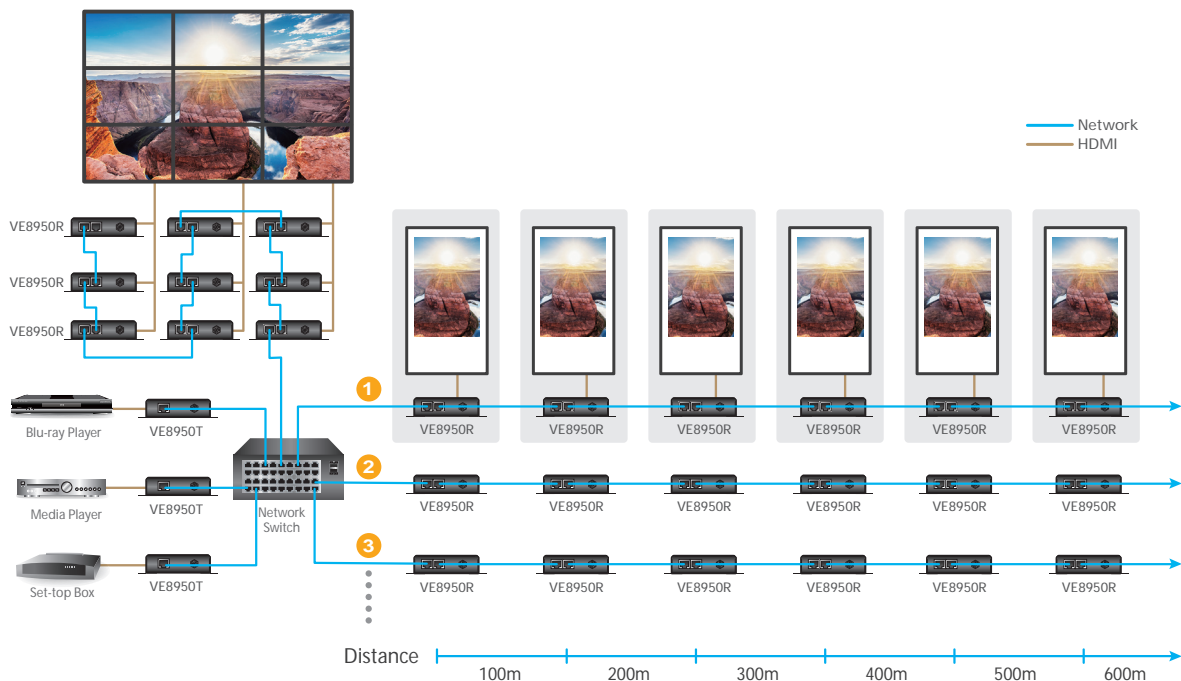 Network
HDMI
VE8950R
VE8950R
VE8950R
1
Blu-ray Player
VE8950T
VE8950R
VE8950R
VE8950R
VE8950R
VE8950R
VE8950R
2
Media Player
VE8950T
Network
Switch
VE8950R
VE8950R
VE8950R
VE8950R
VE8950R
VE8950R
3
Set-top Box
VE8950T
VE8950R
VE8950R
VE8950R
VE8950R
VE8950R
VE8950R
Distance
100m
200m
300m
400m
500m
600m